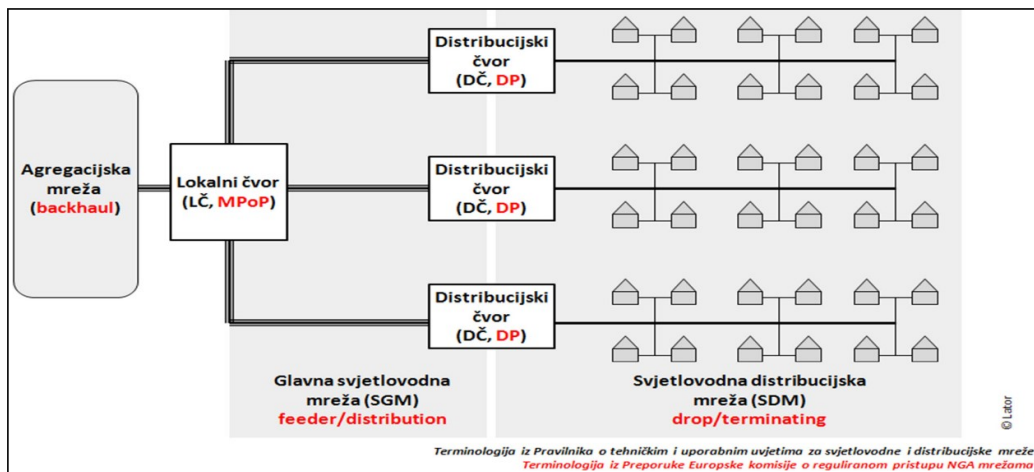 Agregacijska
mreža
(backhaul)
Lokalni čvor
(LČ, MPoP)
Distribucijski
čvor
(DČ, DP)
Distribucijski
čvor
(DČ, DP)
Distribucijski
čvor
(DČ, DP)
Glavna svjetlovodna
mreža (SGM)
feeder/distribution
Svjetlovodna distribucijska
mreža (SDM)
drop/terminating
© Lator
Terminologija iz Pravilnika o tehničkim i uporabnim uvjetima za svjetlovodne i distribucijske mreže
Terminologija iz Preporuke Europske komisije o reguliranom pristupu NGA mrežama